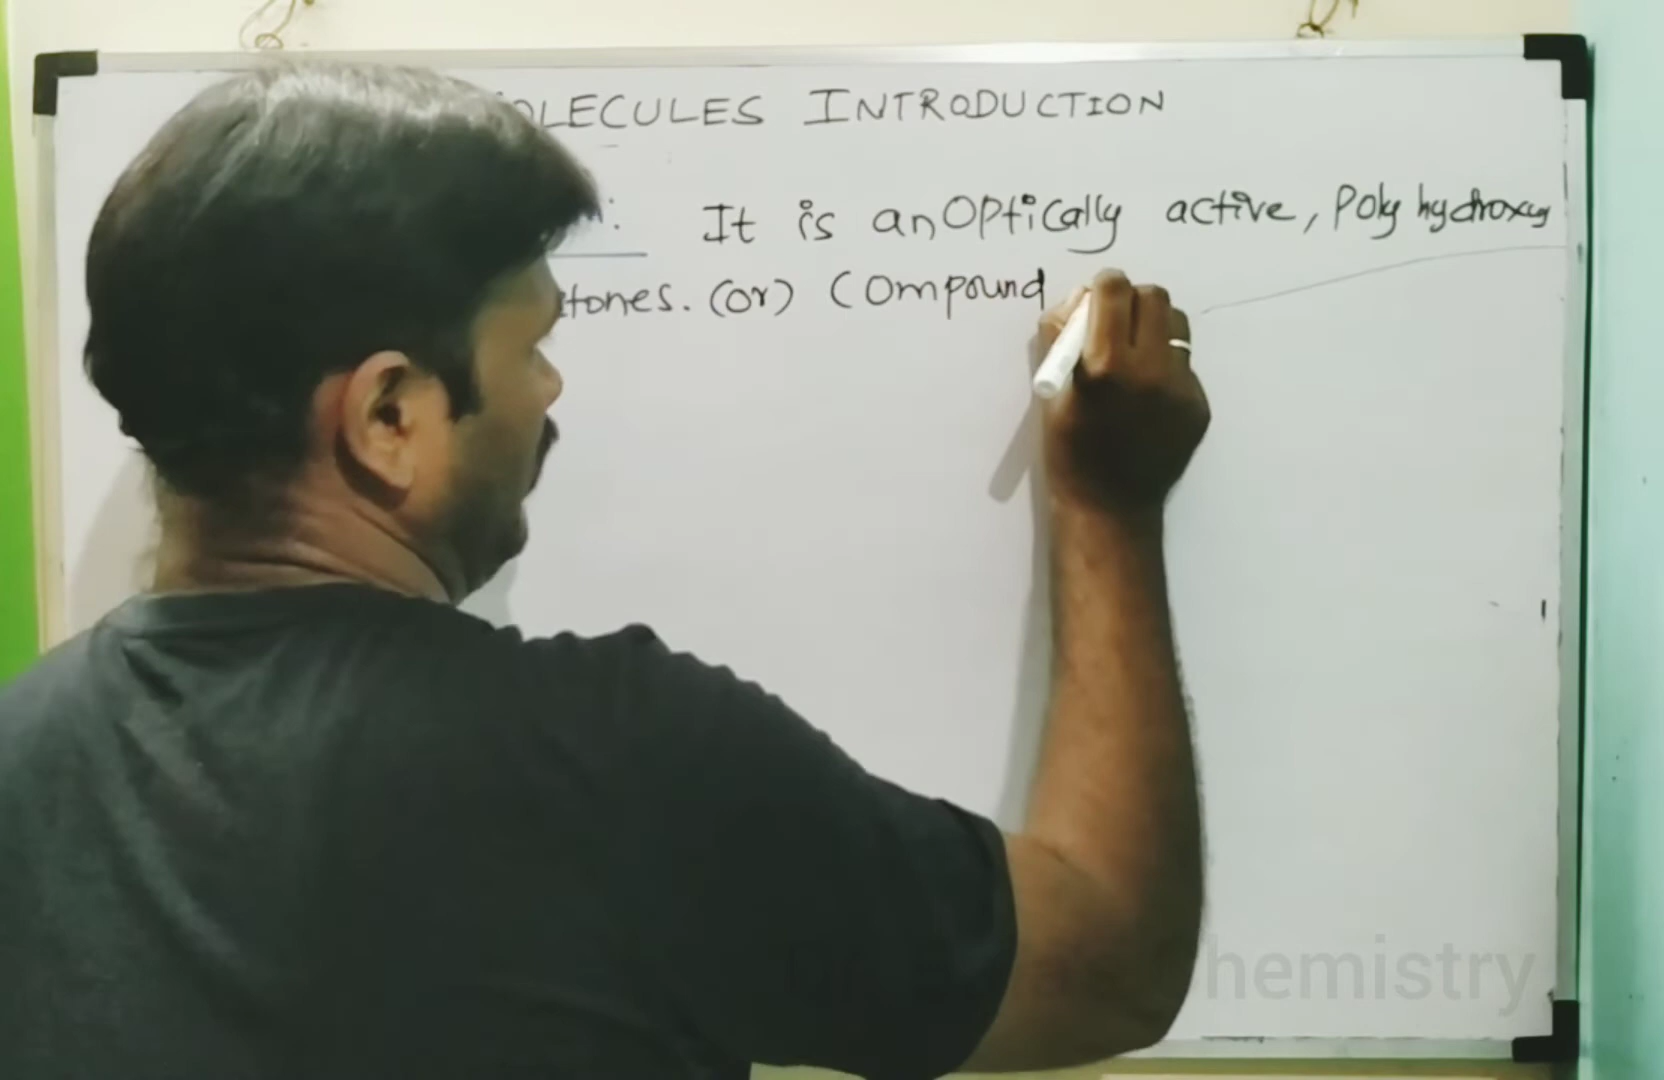 OLECULES INTRODUCTION
: It is an Optically active, Poly hydroxy
tones. (or) Compound
hemistry